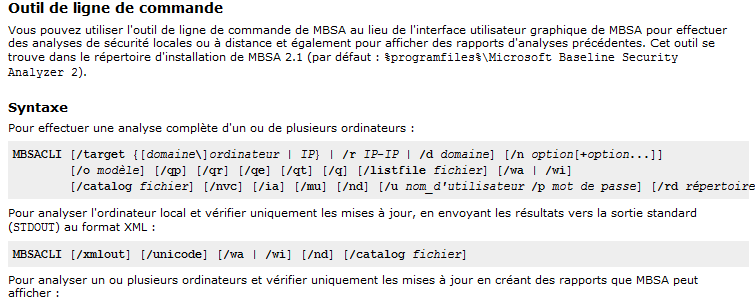 Outil de ligne de commande
Vous pouvez utiliser l'outil de ligne de commande de MBSA au lieu de l'interface utilisateur graphique de MBSA pour effectuer
des analyses de sécurité locales ou à distance et également pour afficher des rapports d'analyses précédentes. Cet outil se
trouve dans le répertoire d'installation de MBSA 2.1 (par défaut : %programfiles%\Microsoft Baseline Security
Analyzer 2).
Syntaxe
Pour effectuer une analyse complète d'un ou de plusieurs ordinateurs :
MBSACLI [/target {[domaine\]ordinateur | IP} | /r IP-IP | /d domaine] [/n option[+option...]]
[/o modèle] [/qp] [/qr] [/qe] [/qt] [/q] [/listfile fichier] [/wa | /wi]
[/catalog fichier] [/nvc] [/ia] [/mu] [/nd] [/u nom_d'utilisateur /p mot de passe] [/rd répertoire
Pour analyser l'ordinateur local et vérifier uniquement les mises à jour, en envoyant les résultats vers la sortie standard
(STDOUT) au format XML :
MBSACLI [/xmlout] [/unicode] [/wa | /wi] [/nd] [/catalog fichier]
Pour analyser un ou plusieurs ordinateurs et vérifier uniquement les mises à jour en créant des rapports que MBSA peut
afficher :